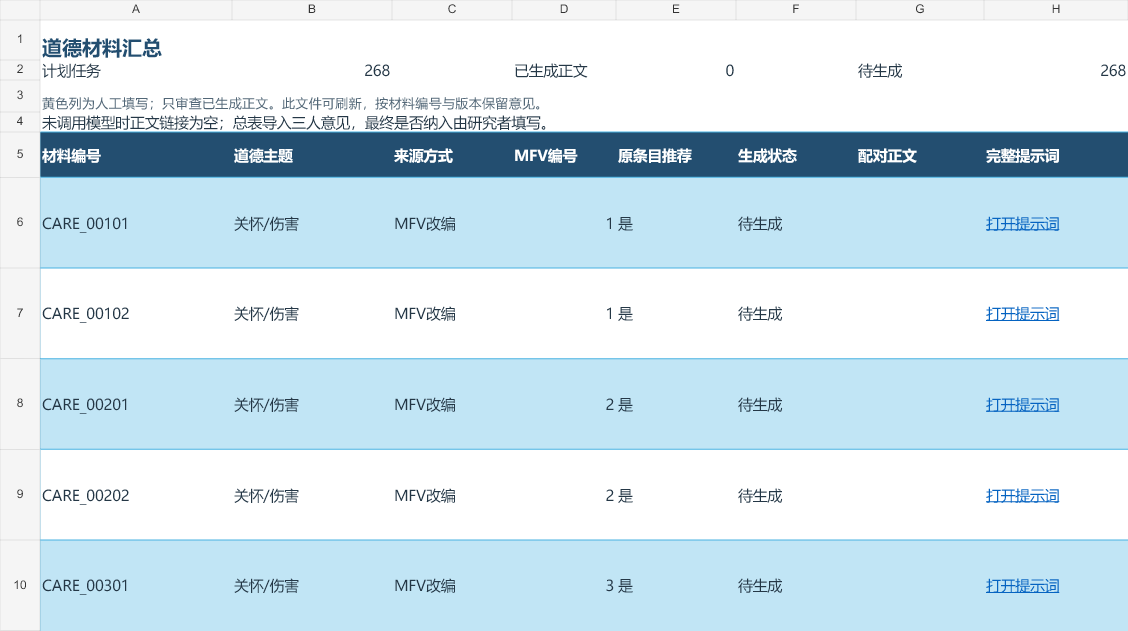 A B C D E F G H
1 道德材料汇总
2 计划任务 268 已生成正文 0 待生成 268
3 黄色列为人工填写；只审查已生成正文。此文件可刷新，按材料编号与版本保留意见。
4 未调用模型时正文链接为空；总表导入三人意见，最终是否纳入由研究者填写。
5 材料编号 道德主题 来源方式 MFV编号 原条目推荐 生成状态 配对正文 完整提示词
6 CARE_00101 关怀/伤害 MFV改编 1 是 待生成 打开提示词
7 CARE_00102 关怀/伤害 MFV改编 1 是 待生成 打开提示词
8 CARE_00201 关怀/伤害 MFV改编 2 是 待生成 打开提示词
9 CARE_00202 关怀/伤害 MFV改编 2 是 待生成 打开提示词
10 CARE_00301 关怀/伤害 MFV改编 3 是 待生成 打开提示词